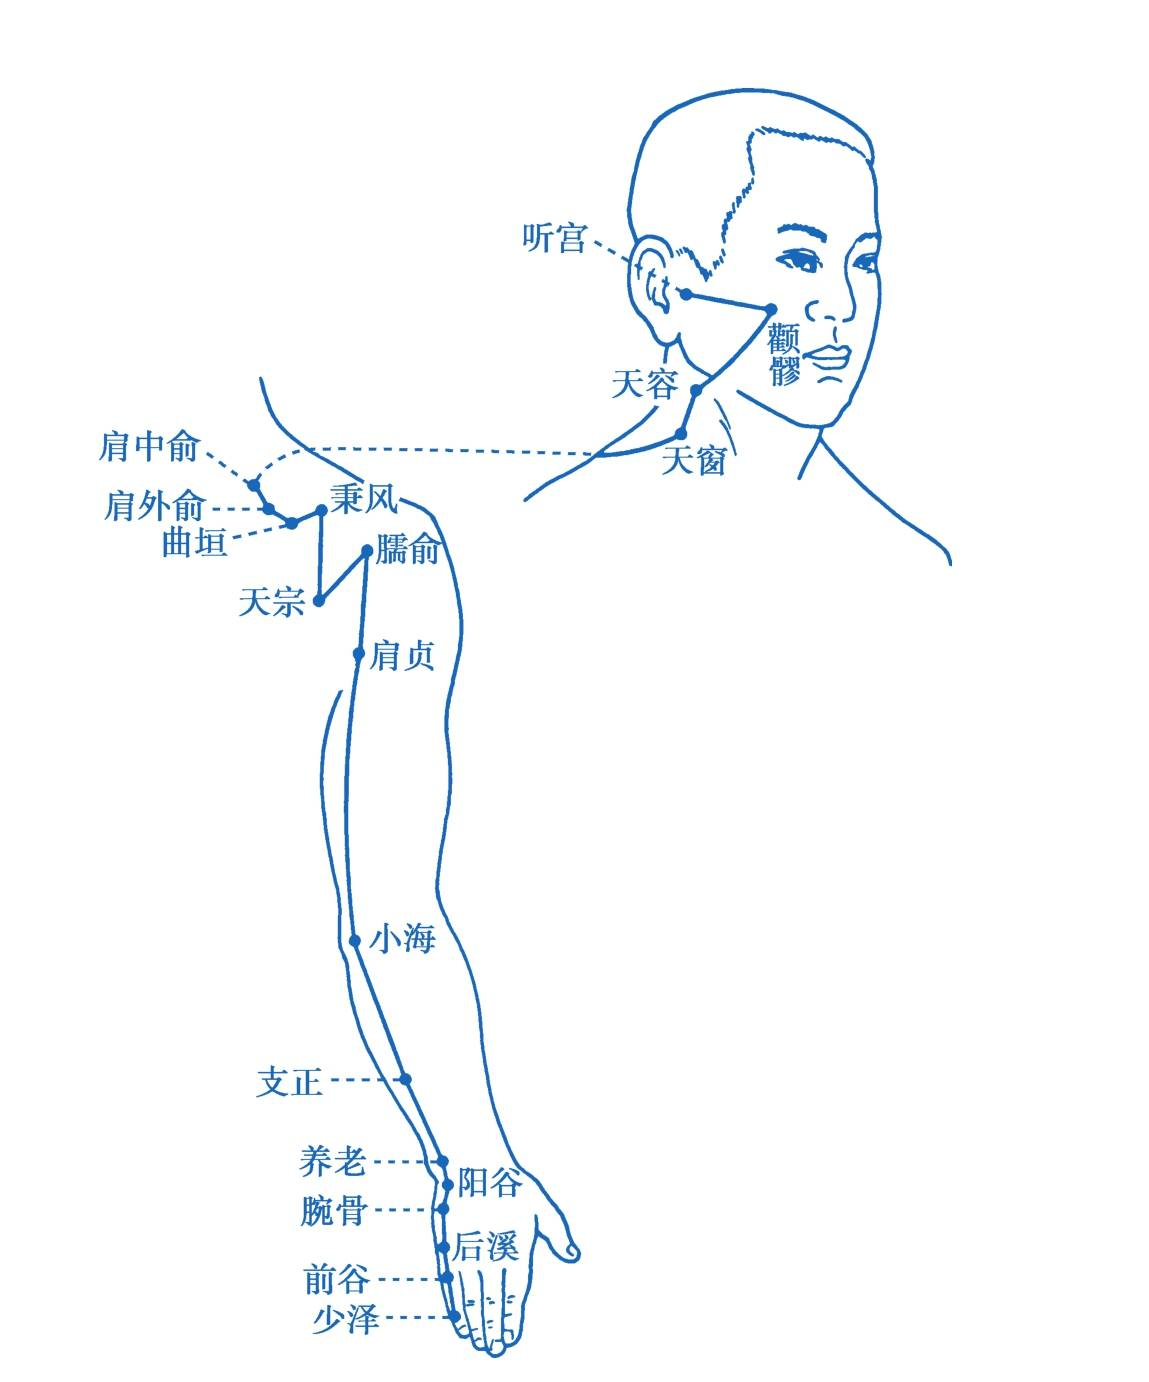 听宫
颧髎
天容
天窗
肩中俞
肩外俞
秉风
曲垣
臑俞
天宗
肩贞
小海
支正
养老
阳谷
腕骨
后溪
前谷
少泽